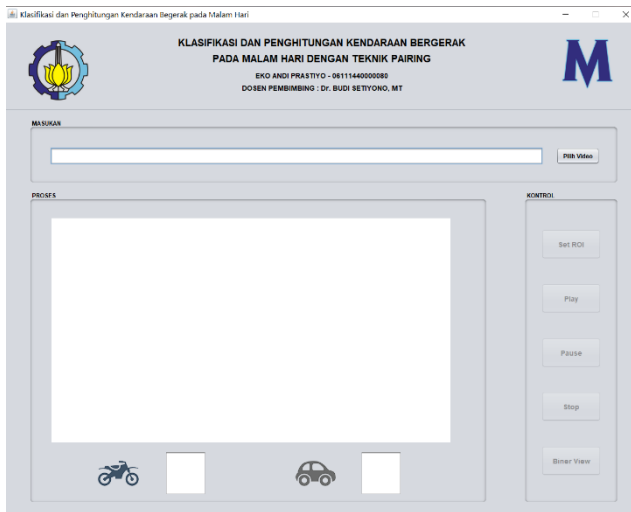 Klasifikasi dan Penghitungan Kendaraan Begerak pada Malam Hari
KLASIFIKASI DAN PENGHITUNGAN KENDARAAN BERGERAK
PADA MALAM HARI DENGAN TEKNIK PAIRING
EKO ANDI PRASTIYO - 06111440000080
DOSEN PEMBIMBING : Dr. BUDI SETIYONO, MT
M
MASUKAN
Pilih Video
PROSES
KONTROL
Set ROI
Play
Pause
Stop
Biner View